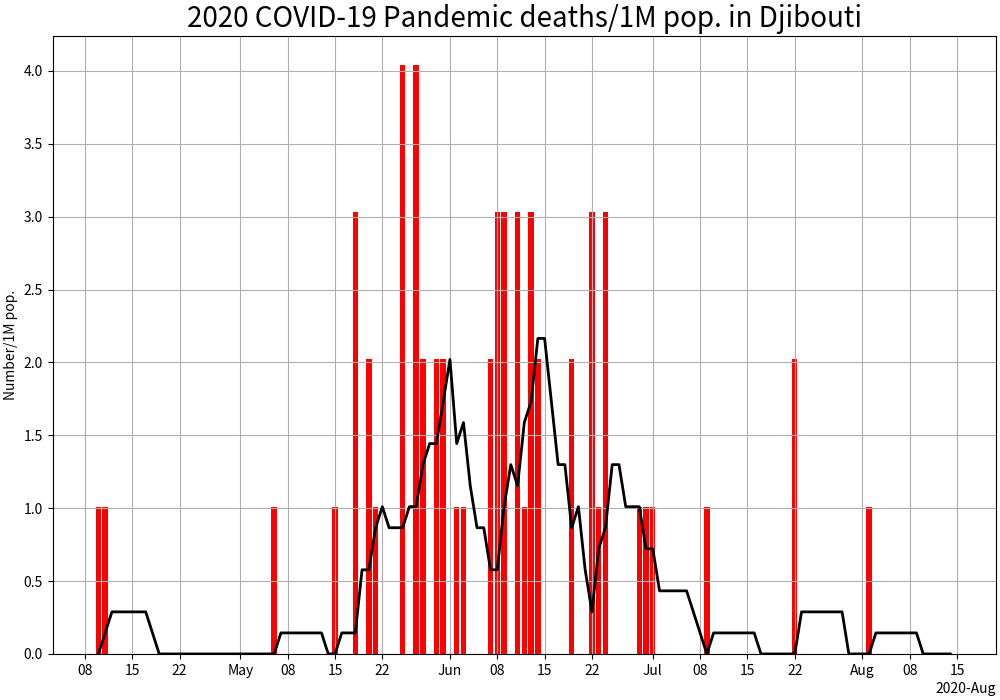 2020 COVID-19 Pandemic deaths/1M pop. in Djibouti
Number/1M pop.
4.0
3.5
3.0
2.5
2.0
1.5
1.0
0.5
0.0
08 15 22 May 08 15 22 Jun 08 15 22 Jul 08 15 22 Aug 08 15
2020-Aug